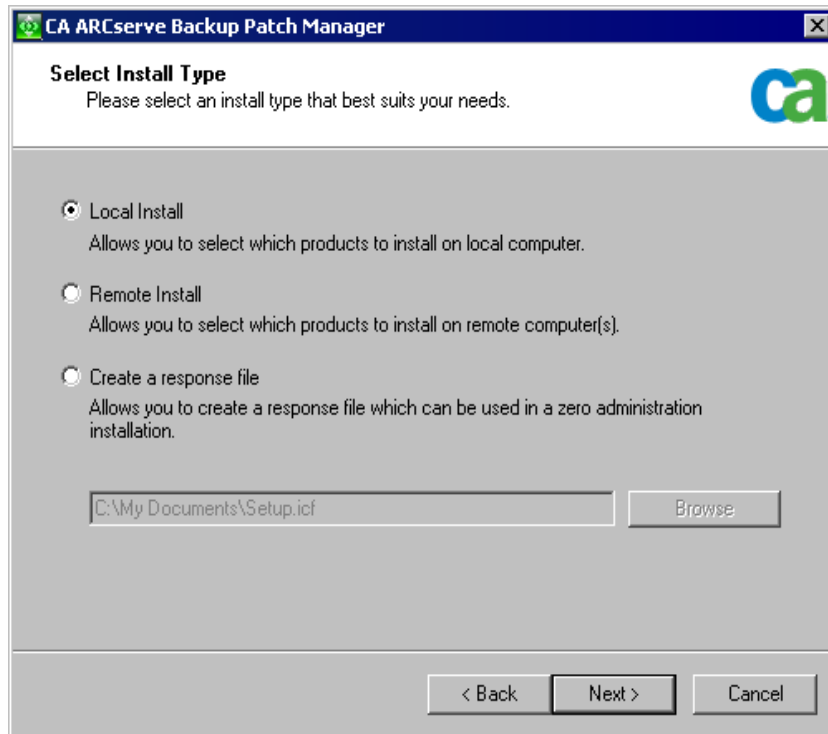 CA ARCserve Backup Patch Manager
Select Install Type
Please select an install type that best suits your needs.
ca
Local Install
Allows you to select which products to install on local computer.
Remote Install
Allows you to select which products to install on remote computer(s).
Create a response file
Allows you to create a response file which can be used in a zero administration
installation.
C:\My Documents\Setup.icf
Browse
< Back
Next >
Cancel